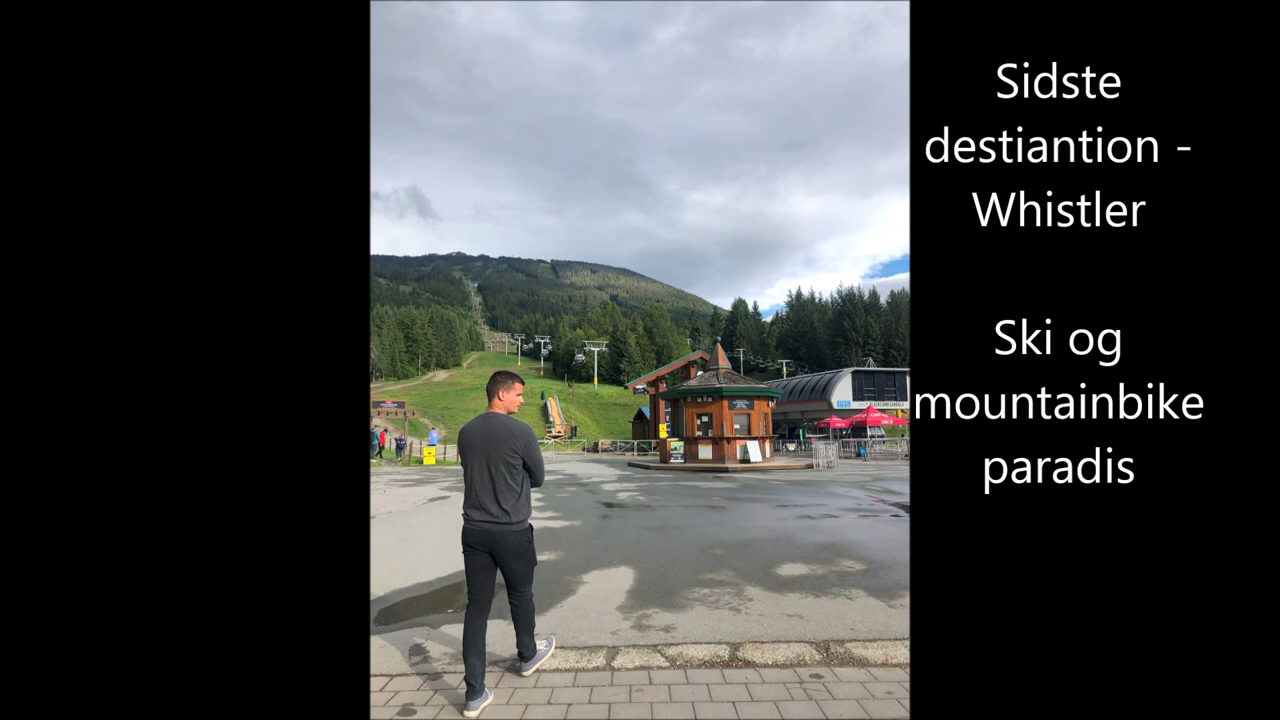 Sidste
destiantion -
Whistler
Ski og
mountainbike
paradis